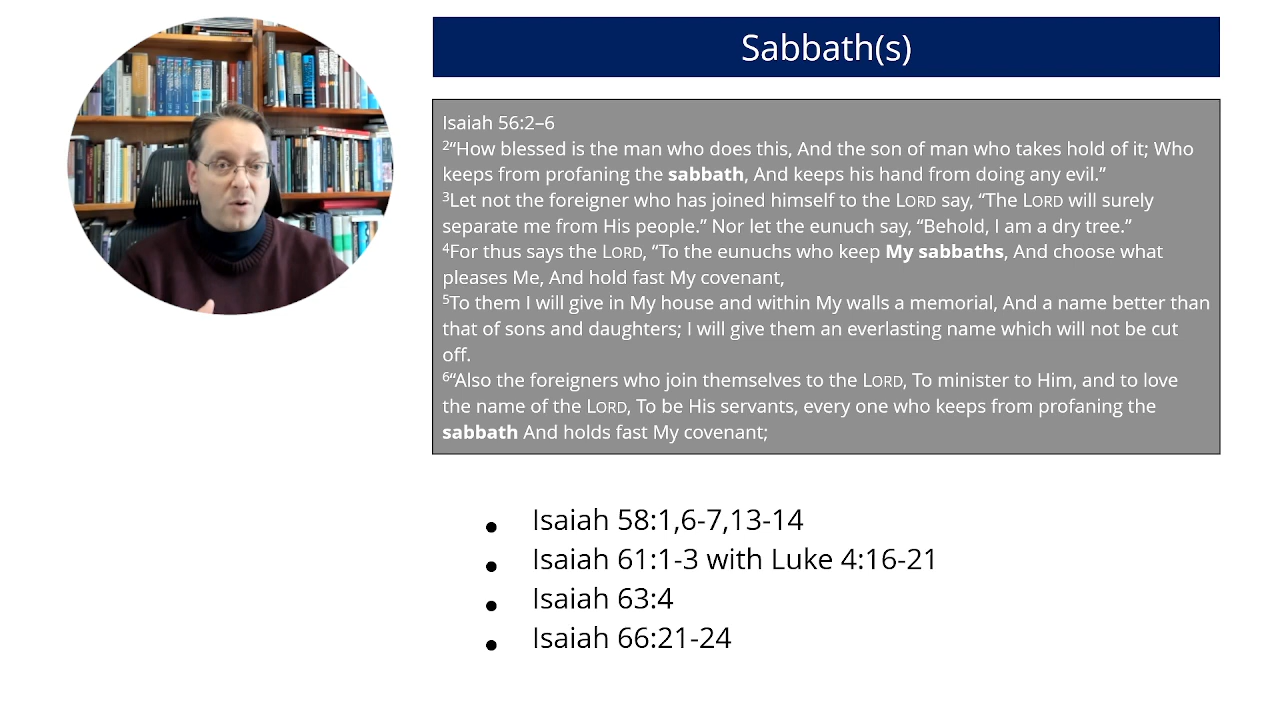 Sabbath(s)
Isaiah 56:2–6
2“How blessed is the man who does this, And the son of man who takes hold of it; Who
keeps from profaning the sabbath, And keeps his hand from doing any evil.”
3Let not the foreigner who has joined himself to the LORD say, “The LORD will surely
separate me from His people.” Nor let the eunuch say, “Behold, I am a dry tree.”
4For thus says the LORD, “To the eunuchs who keep My sabbaths, And choose what
pleases Me, And hold fast My covenant,
5To them I will give in My house and within My walls a memorial, And a name better than
that of sons and daughters; I will give them an everlasting name which will not be cut
off.
6“Also the foreigners who join themselves to the LORD, To minister to Him, and to love
the name of the LORD, To be His servants, every one who keeps from profaning the
sabbath And holds fast My covenant;
• Isaiah 58:1,6-7,13-14
• Isaiah 61:1-3 with Luke 4:16-21
• Isaiah 63:4
• Isaiah 66:21-24